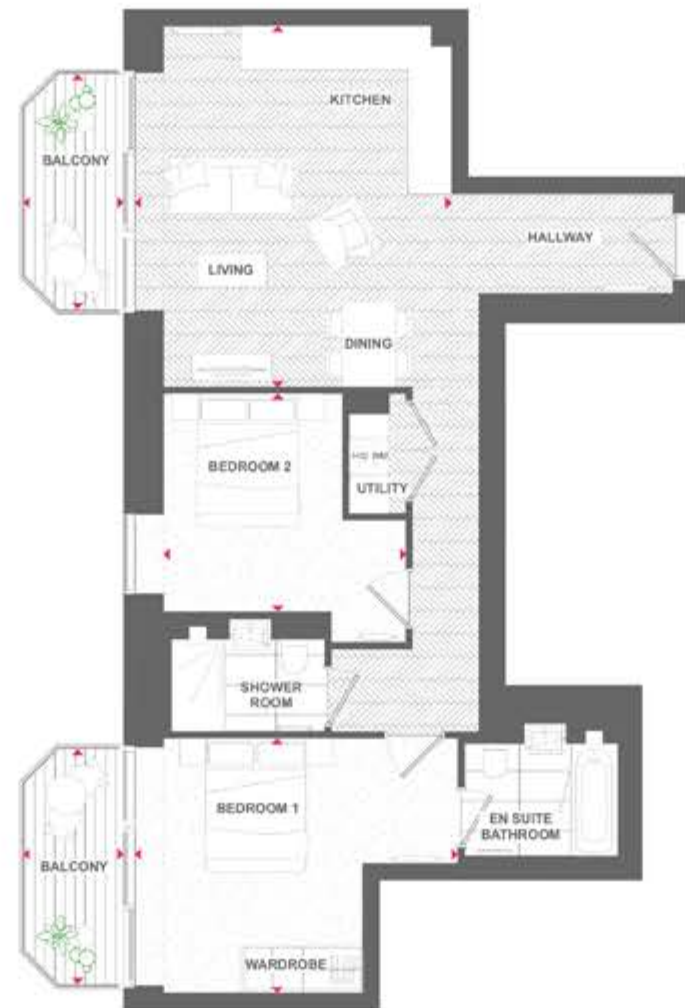 KITCHEN
BALCONY
HALLWAY
LIVING
DINING
BEDROOM 2
UTILITY
SHOWER
ROOM
BEDROOM 1
EN SUITE
BATHROOM
BALCONY
WARDROBE